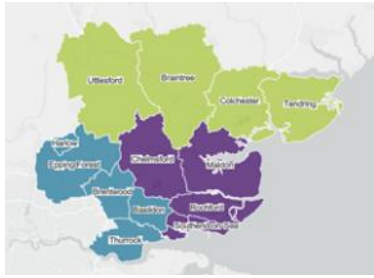 Uttlesford
Braintree
Colchester
Tendring
Harlow
Epping Forest
Chelmsford
Maldon
Brentwood
Basildon
Rochford
Southend on Sea
Thurrock